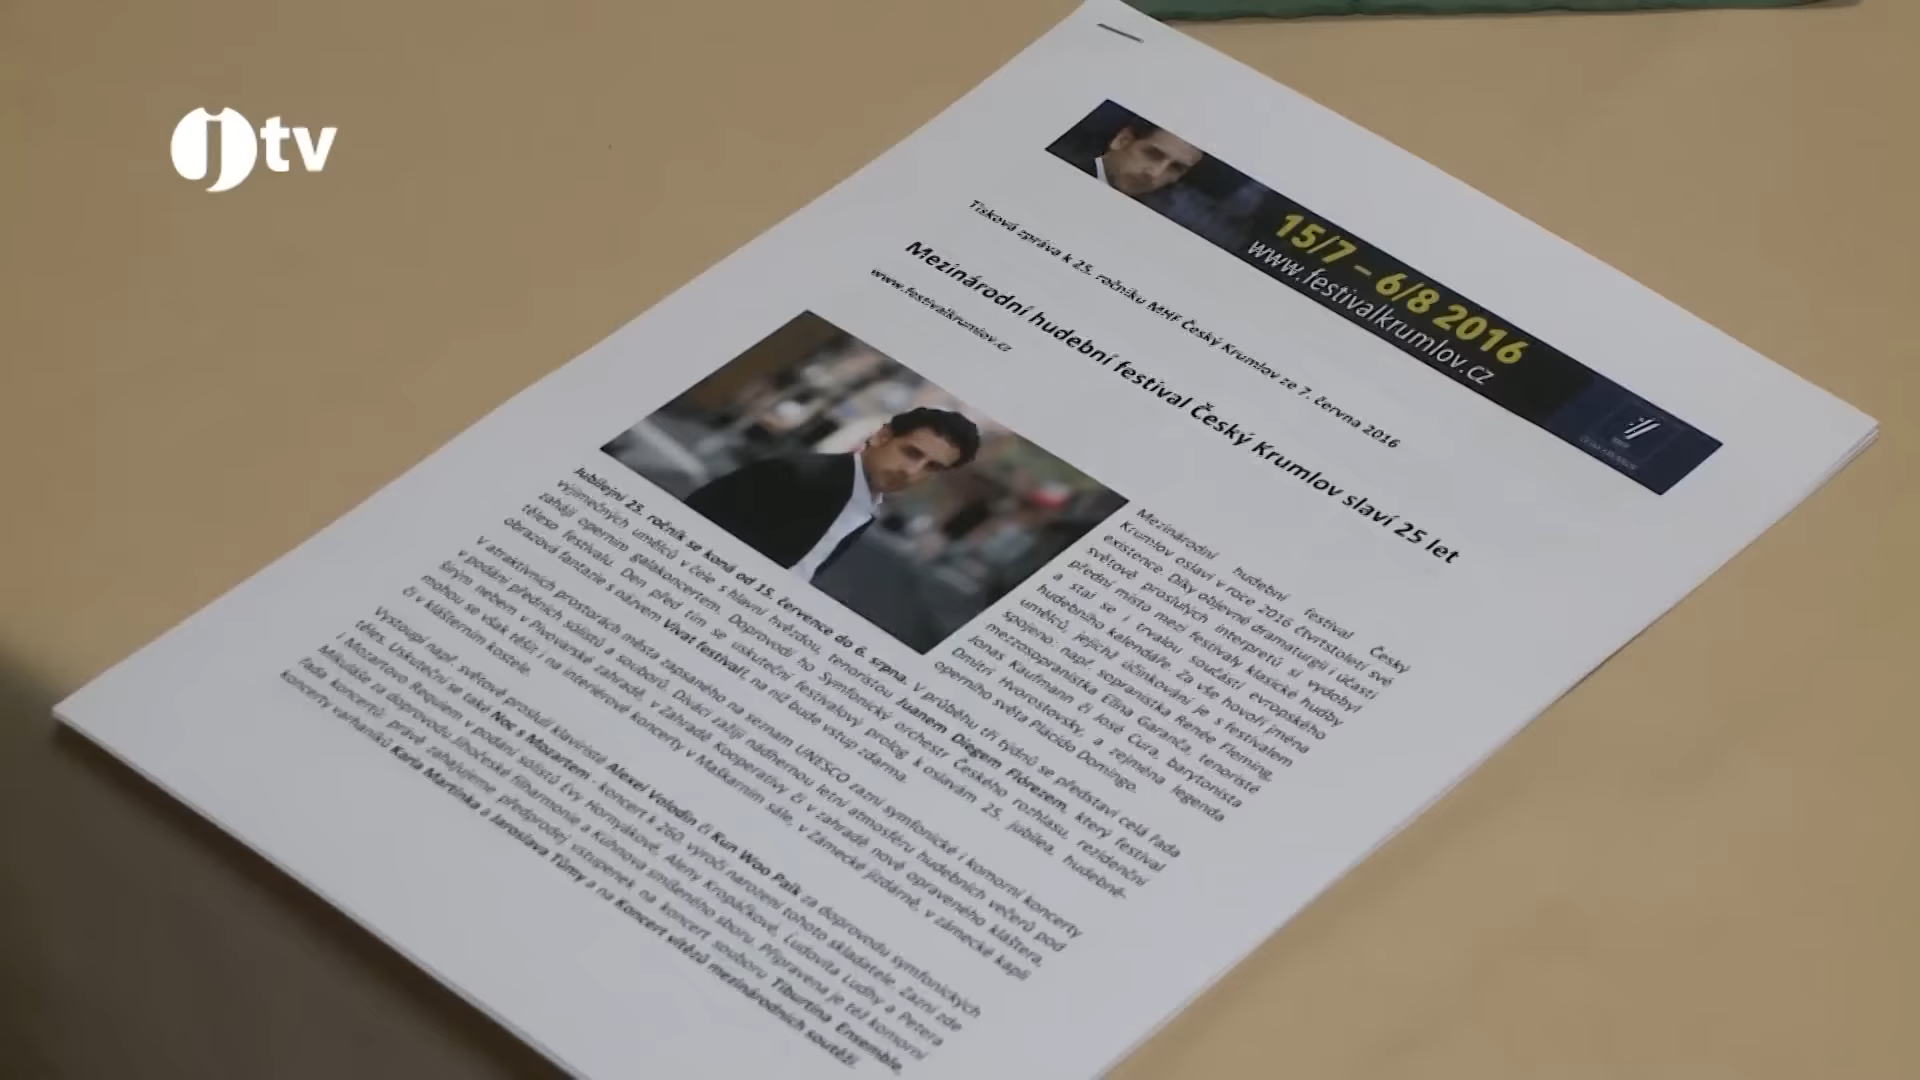 jtv
15/7 – 6/8 2016
www.festivalkrumlov.cz
Tisková zpráva k 25. ročníku MHF Český Krumlov ze 7. června 2016
Mezinárodní hudební festival Český Krumlov slaví 25 let
www.festivalkrumlov.cz
Mezinárodní hudební festival Český
Krumlov oslaví v roce 2016 čtvrtstoletí své
existence. Díky objevné dramaturgii i účasti
světově proslulých interpretů si vydobyl
přední místo mezi festivaly klasické hudby
a stal se i trvalou součástí evropského
hudebního kalendáře. Za vše hovoří jména
umělců, jejichž účinkování je s festivalem
spojeno: např. sopranistka Renée Fleming,
mezzosopranistka Elīna Garanča, tenoristé
Jonas Kaufmann či José Cura, barytonista
Dmitri Hvorostovsky, a zejména legenda
operního světa Plácido Domingo.
Jubilejní 25. ročník se koná od 15. července do 6. srpna. V průběhu tří týdnů se představí celá řada
výjimečných umělců v čele s hlavní hvězdou, tenoristou Juanem Diegem Flórezem, který festival
zahájí operním galakoncertem. Doprovodí ho Symfonický orchestr Českého rozhlasu, rezidenční
těleso festivalu. Den před tím se uskuteční festivalový prolog k oslavám 25. jubilea, hudebně-
obrazová fantazie s názvem Vivat festival!, na niž bude vstup zdarma.
V atraktivních prostorách města zapsaného na seznam UNESCO zazní symfonické i komorní koncerty
v podání předních sólistů a souborů. Diváci zažijí nádhernou letní atmosféru hudebních večerů pod
širým nebem v Pivovarské zahradě, v Zahradě Kooperativy či v zahradě nově opraveného kláštera,
mohou se však těšit i na interiérové koncerty v Maškarním sále, v Zámecké jízdárně, v zámecké kapli
či v klášterním kostele.
Vystoupí např. světově proslulí klavíristé Alexei Volodin či Kun Woo Paik za doprovodu symfonických
těles. Uskuteční se také Noc s Mozartem - koncert k 260. výročí narození tohoto skladatele. Zazní zde
i Mozartovo Requiem v podání sólistů Evy Hornyákové, Aleny Kropáčkové, Ludovíta Ludhy a Petera
Mikuláše za doprovodu Jihočeské filharmonie a Kühnova smíšeného sboru. Připravena je též komorní
řada koncertů: právě zahajujeme předprodej vstupenek na koncert souboru Tiburtina Ensemble,
koncerty varhaníků Karla Martínka a Jaroslava Tůmy a na Koncert vítězů mezinárodních soutěží.